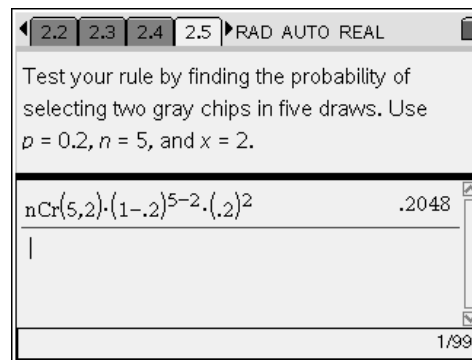 2.2 2.3 2.4 2.5 RAD AUTO REAL
Test your rule by finding the probability of
selecting two gray chips in five draws. Use
p = 0.2, n = 5, and x = 2.
nCr(5,2)·(1-.2)^{5-2}·(.2)^2 .2048
1/99